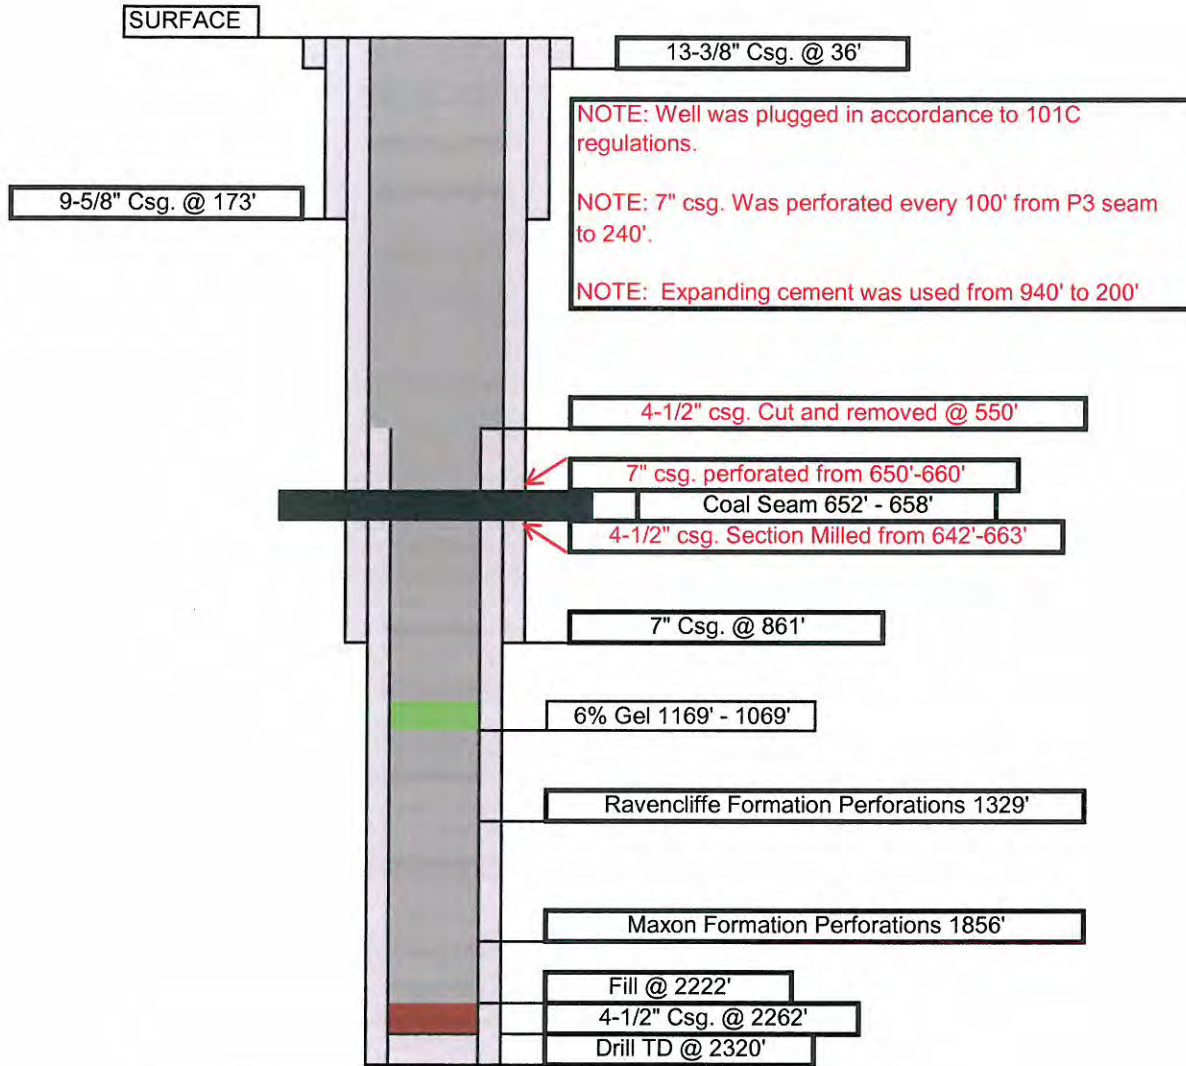 SURFACE
13-3/8" Csg. @ 36'
NOTE: Well was plugged in accordance to 101C
regulations.
NOTE: 7" csg. Was perforated every 100' from P3 seam
to 240'.
NOTE: Expanding cement was used from 940' to 200'
9-5/8" Csg. @ 173'
4-1/2" csg. Cut and removed @ 550'
7" csg. perforated from 650'-660'
Coal Seam 652' - 658'
4-1/2" csg. Section Milled from 642'-663'
7" Csg. @ 861'
6% Gel 1169' - 1069'
Ravencliffe Formation Perforations 1329'
Maxon Formation Perforations 1856'
Fill @ 2222'
4-1/2" Csg. @ 2262'
Drill TD @ 2320'